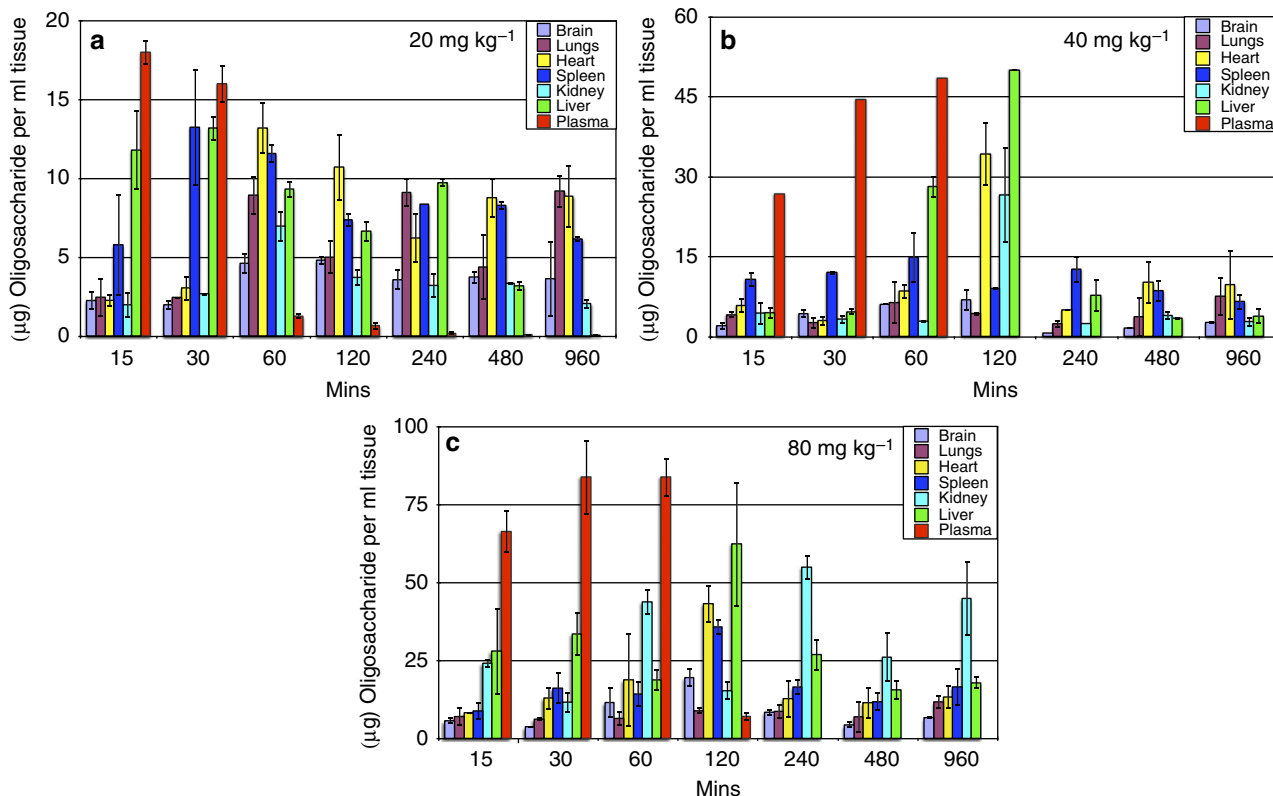 a
20 mg kg⁻¹
Brain
Lungs
Heart
Spleen
Kidney
Liver
Plasma
(µg) Oligosaccharide per ml tissue
20
15
10
5
0
15 30 60 120 240 480 960
Mins
b
40 mg kg⁻¹
Brain
Lungs
Heart
Spleen
Kidney
Liver
Plasma
(µg) Oligosaccharide per ml tissue
60
45
30
15
0
15 30 60 120 240 480 960
Mins
c
80 mg kg⁻¹
Brain
Lungs
Heart
Spleen
Kidney
Liver
Plasma
(µg) Oligosaccharide per ml tissue
100
75
50
25
0
15 30 60 120 240 480 960
Mins